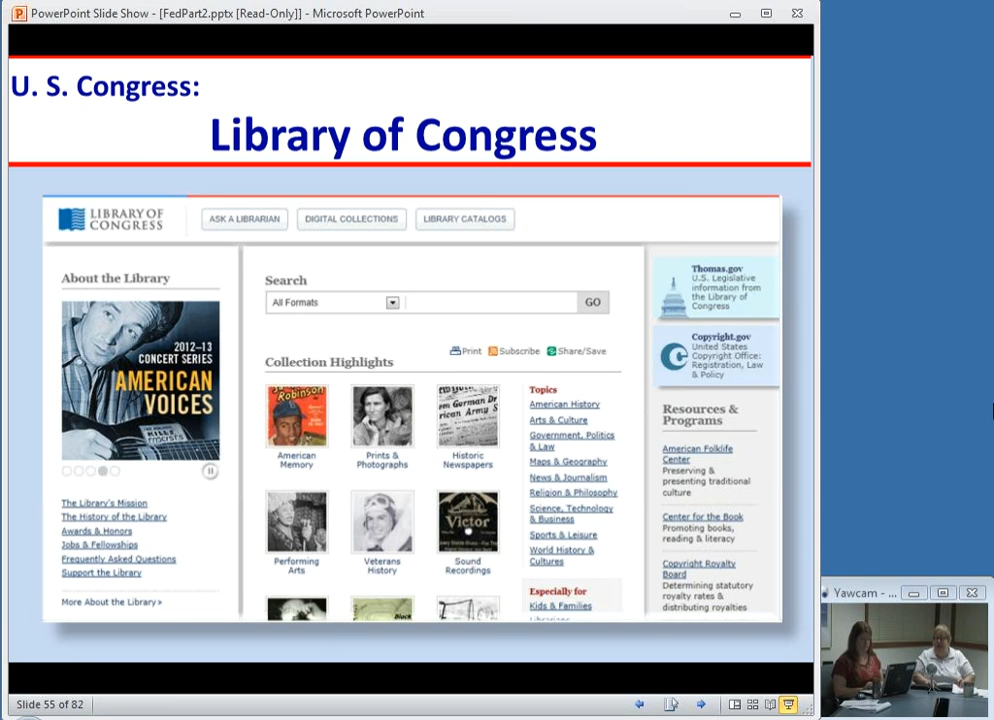 PowerPoint Slide Show - [FedPart2.pptx [Read-Only]] - Microsoft PowerPoint
U. S. Congress:
Library of Congress
LIBRARY OF
CONGRESS
ASK A LIBRARIAN
DIGITAL COLLECTIONS
LIBRARY CATALOGS
About the Library
2012–13
CONCERT SERIES
AMERICAN
VOICES
The Library's Mission
The History of the Library
Awards & Honors
Jobs & Fellowships
Frequently Asked Questions
Support the Library
More About the Library>
Search
All Formats
GO
Print
Subscribe
Share/Save
Collection Highlights
Robinson
American
Memory
Prints &
Photographs
Historic
Newspapers
Performing
Arts
Veterans
History
Victor
Sound
Recordings
Topics
American History
Arts & Culture
Government, Politics
& Law
Maps & Geography
News & Journalism
Religion & Philosophy
Science, Technology
& Business
Sports & Leisure
World History &
Cultures
Especially for
Kids & Families
Thomas.gov
U.S. Legislative
information from
the Library of
Congress
Copyright.gov
United States
Copyright Office:
Registration, Law
& Policy
Resources &
Programs
American Folklife
Center
Preserving &
presenting traditional
culture
Center for the Book
Promoting books,
reading & literacy
Copyright Royalty
Board
Determining statutory
royalty rates &
distributing royalties
Yawcam - ...
Slide 55 of 82